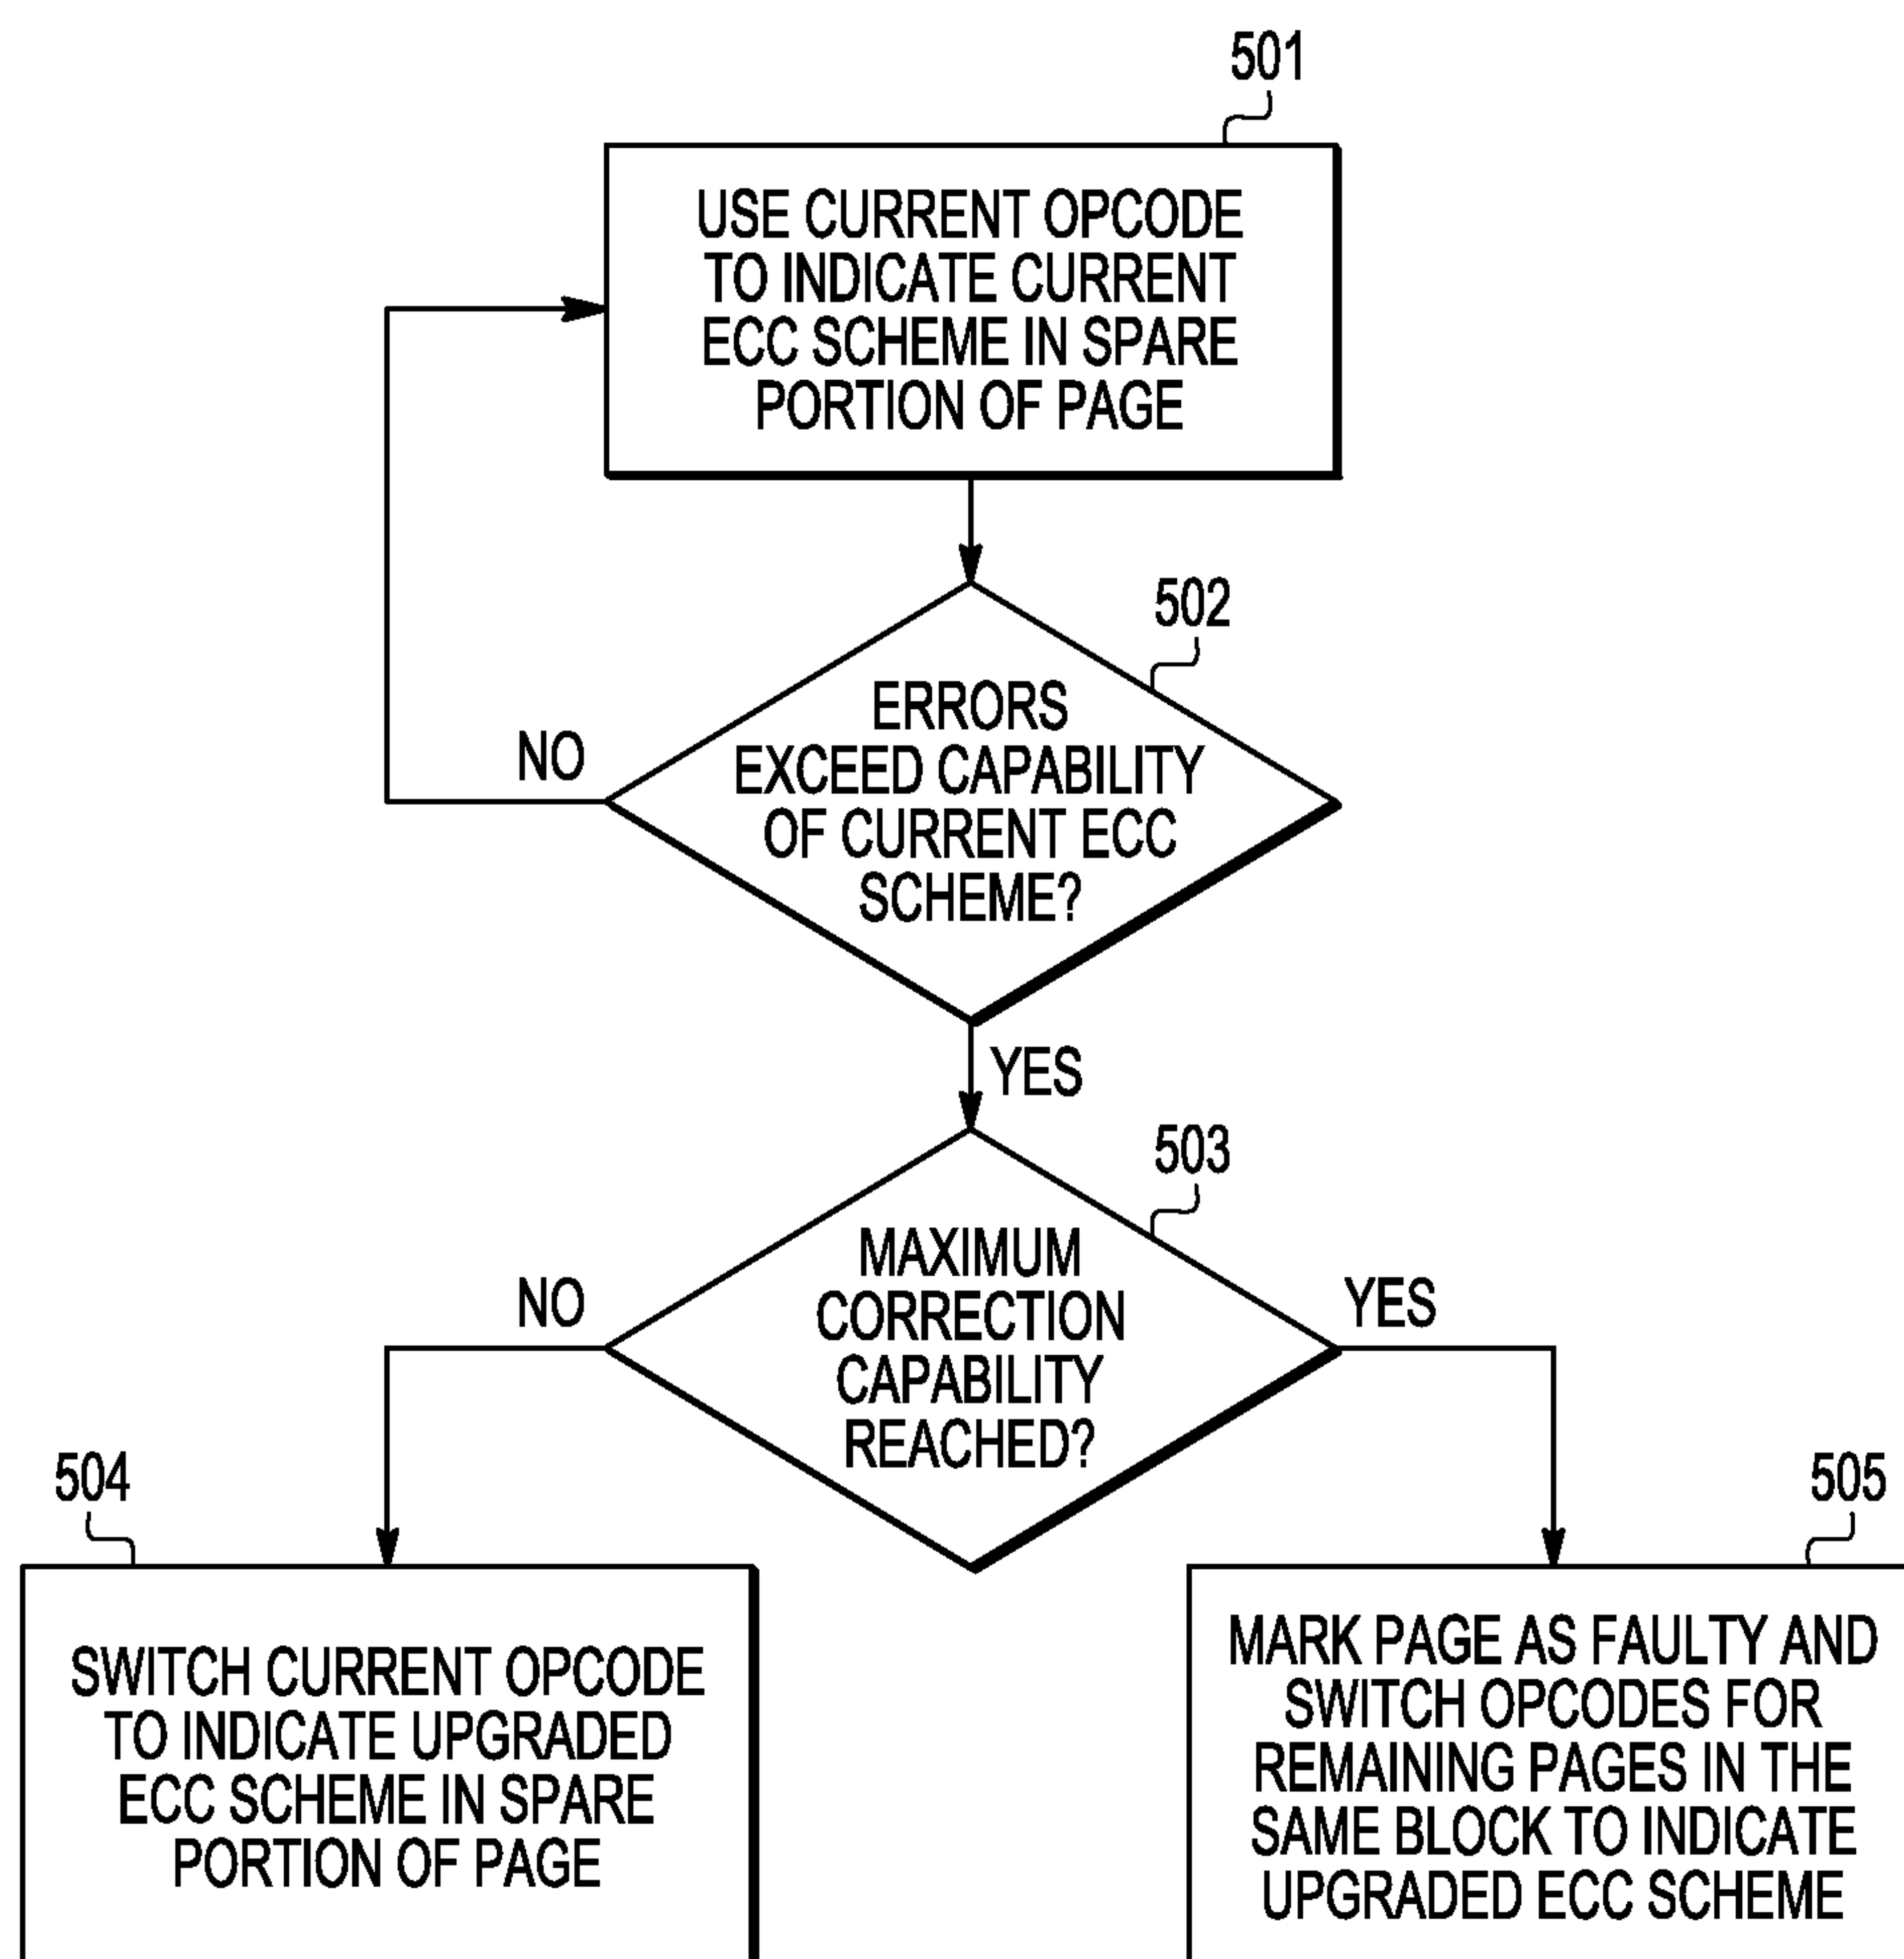 501
USE CURRENT OPCODE
TO INDICATE CURRENT
ECC SCHEME IN SPARE
PORTION OF PAGE
502
ERRORS
EXCEED CAPABILITY
OF CURRENT ECC
SCHEME?
NO
YES
503
MAXIMUM
CORRECTION
CAPABILITY
REACHED?
NO
YES
504
SWITCH CURRENT OPCODE
TO INDICATE UPGRADED
ECC SCHEME IN SPARE
PORTION OF PAGE
505
MARK PAGE AS FAULTY AND
SWITCH OPCODES FOR
REMAINING PAGES IN THE
SAME BLOCK TO INDICATE
UPGRADED ECC SCHEME